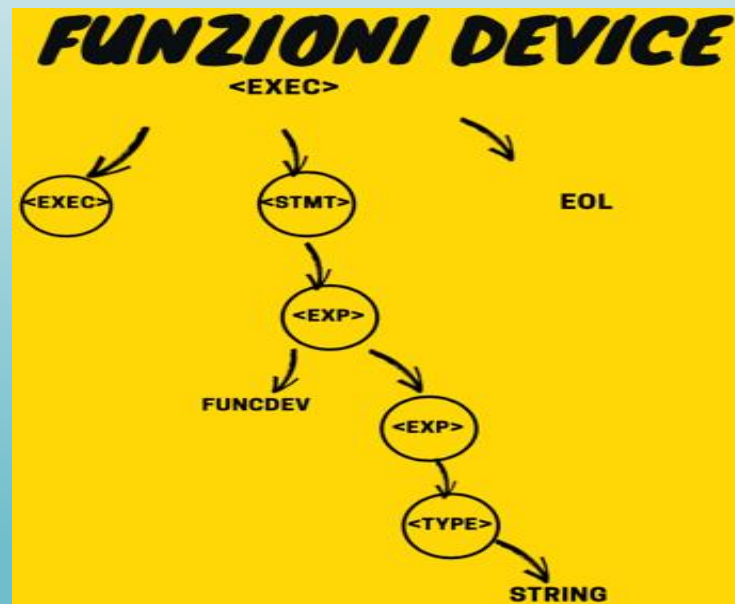 FUNZIONI DEVICE
<EXEC>
<EXEC> <STMT> EOL
<EXP>
FUNCDEV
<EXP>
<TYPE>
STRING